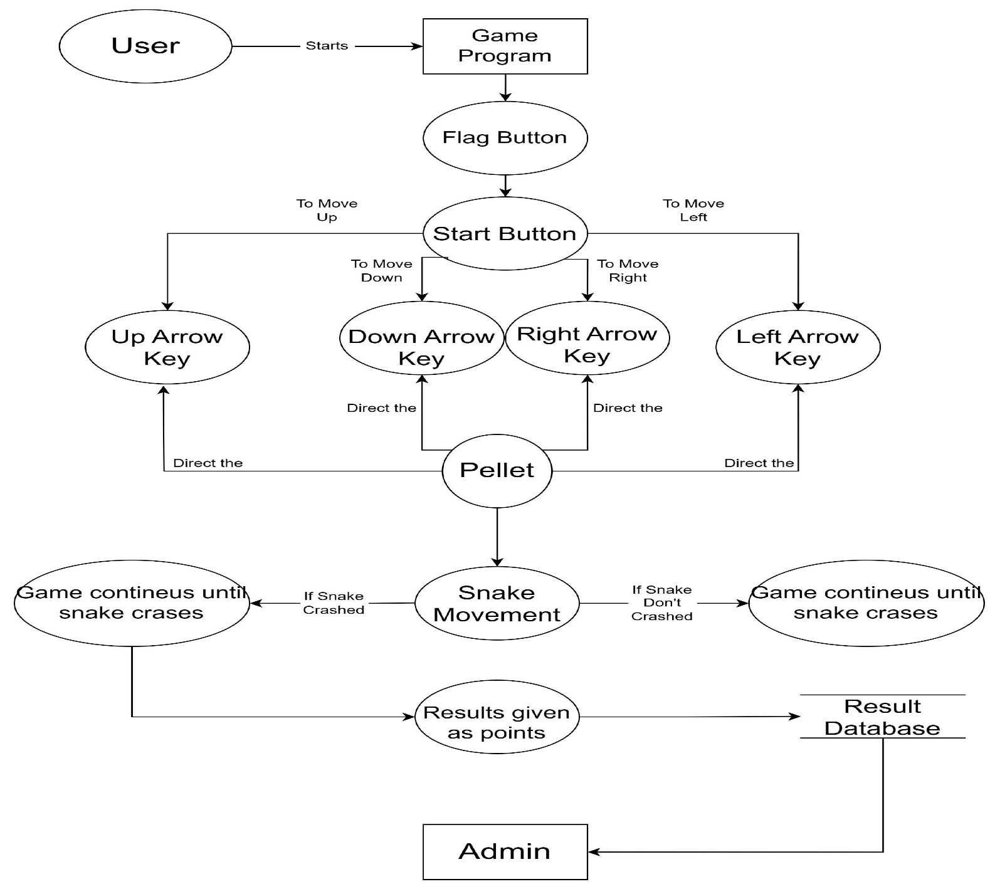 User
Starts
Game
Program
Flag Button
To Move
Up
Start Button
To Move
Left
To Move
Down
To Move
Right
Up Arrow
Key
Down Arrow
Key
Right Arrow
Key
Left Arrow
Key
Direct the
Direct the
Direct the
Pellet
Direct the
Game contineus until
snake crases
If Snake
Crashed
Snake
Movement
If Snake
Don't
Crashed
Game contineus until
snake crases
Results given
as points
Result
Database
Admin